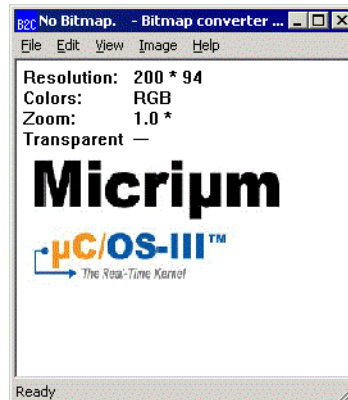 B2C No Bitmap. - Bitmap converter ...
File Edit View Image Help
Resolution: 200 * 94
Colors: RGB
Zoom: 1.0 *
Transparent —
Micriµm
µC/OS-III™
The Real-Time Kernel
Ready